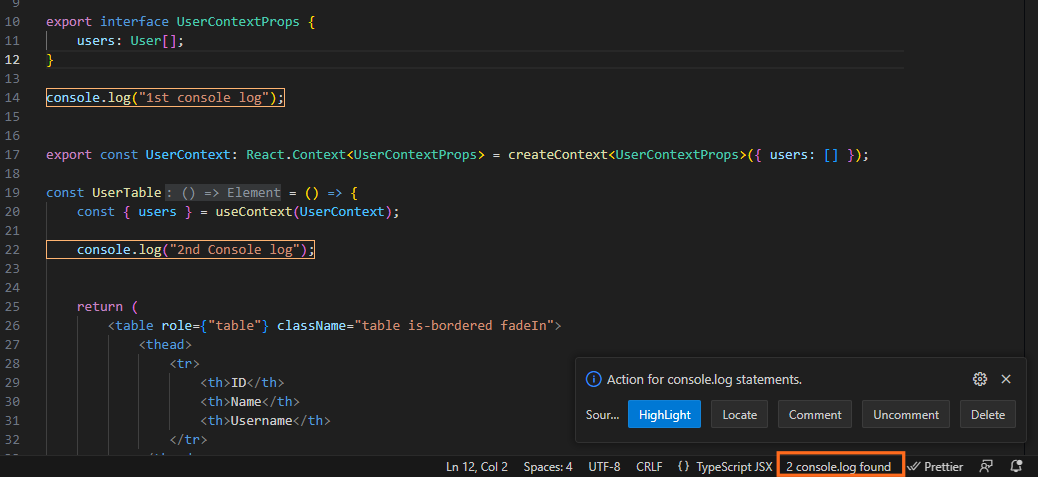 9
10 export interface UserContextProps {
11 users: User[];
12 }
13
14 console.log("1st console log");
15
16
17 export const UserContext: React.Context<UserContextProps> = createContext<UserContextProps>({ users: [] });
18
19 const UserTable: () => Element = () => {
20 const { users } = useContext(UserContext);
21
22 console.log("2nd Console log");
23
24
25 return (
26 <table role={"table"} className="table is-bordered fadeIn">
27 <thead>
28 <tr>
29 <th>ID</th>
30 <th>Name</th>
31 <th>Username</th>
32 </tr>
Action for console.log statements.
Sour... HighLight Locate Comment Uncomment Delete
Ln 12, Col 2 Spaces: 4 UTF-8 CRLF {} TypeScript JSX 2 console.log found Prettier